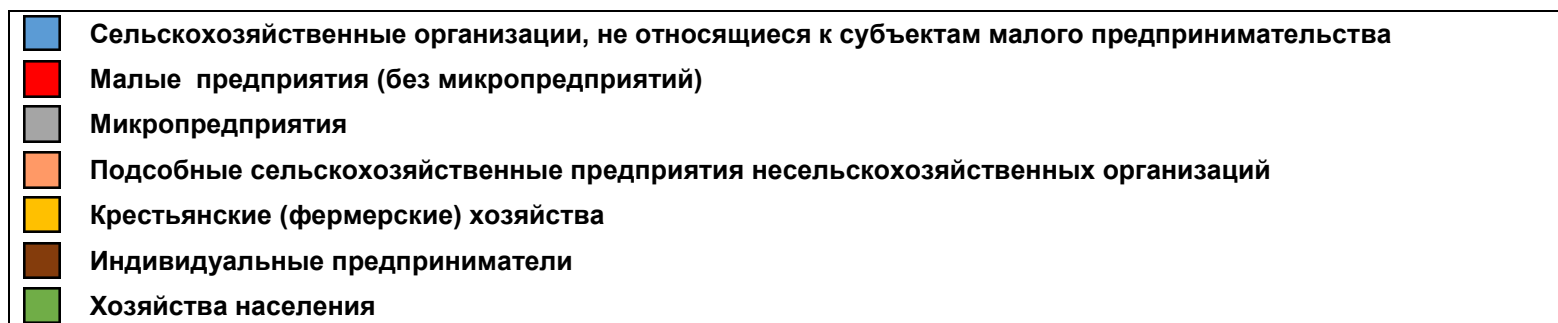 Сельскохозяйственные организации, не относящиеся к субъектам малого предпринимательства
Малые предприятия (без микропредприятий)
Микропредприятия
Подсобные сельскохозяйственные предприятия несельскохозяйственных организаций
Крестьянские (фермерские) хозяйства
Индивидуальные предприниматели
Хозяйства населения